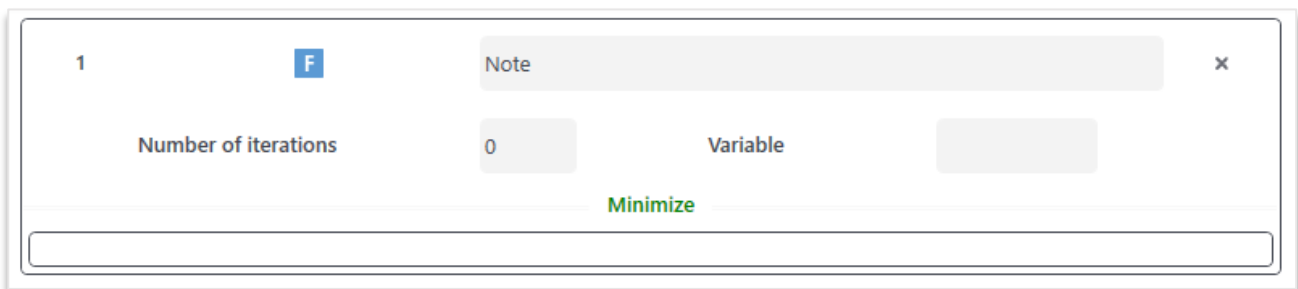 1 F Note ×
Number of iterations 0 Variable
Minimize